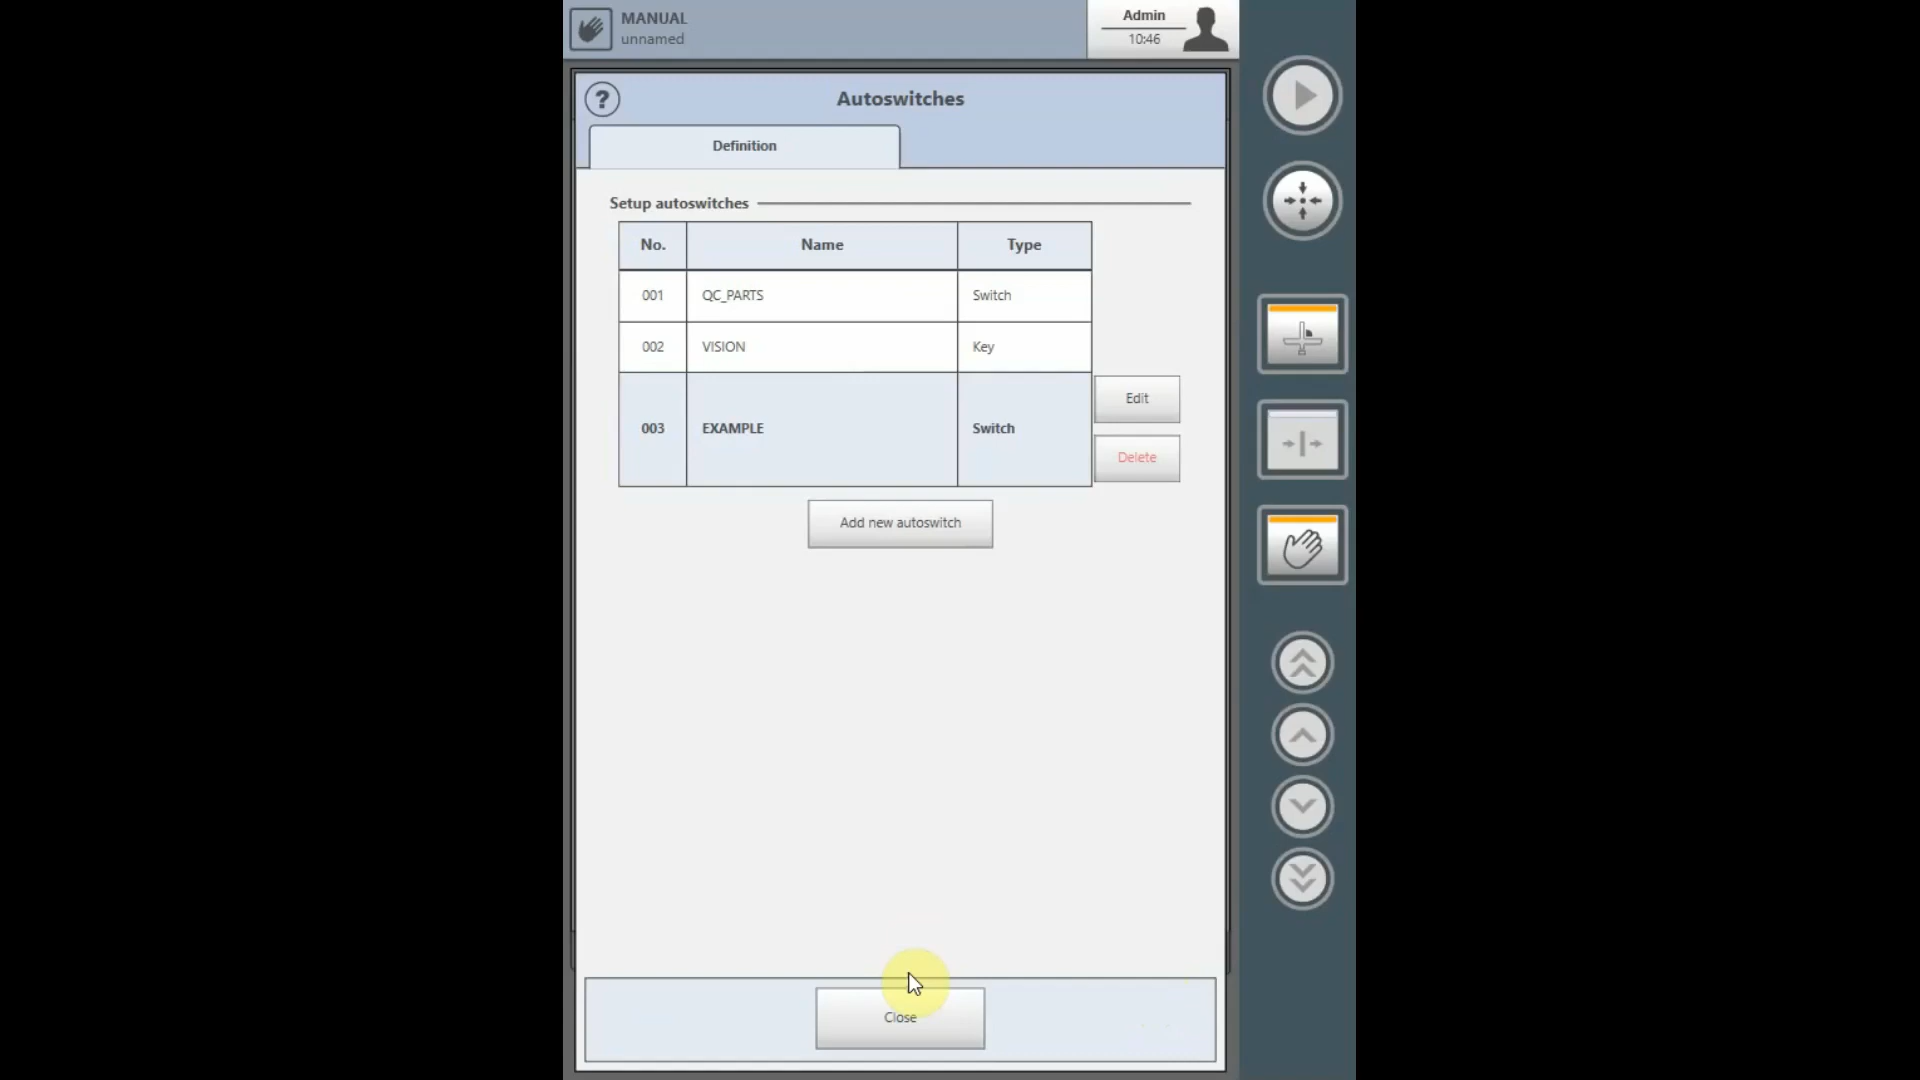 MANUAL
unnamed
Admin
10:46
?
Autoswitches
Definition
Setup autoswitches
No. Name Type
001 QC_PARTS Switch
002 VISION Key
003 EXAMPLE Switch
Edit
Delete
Add new autoswitch
Close